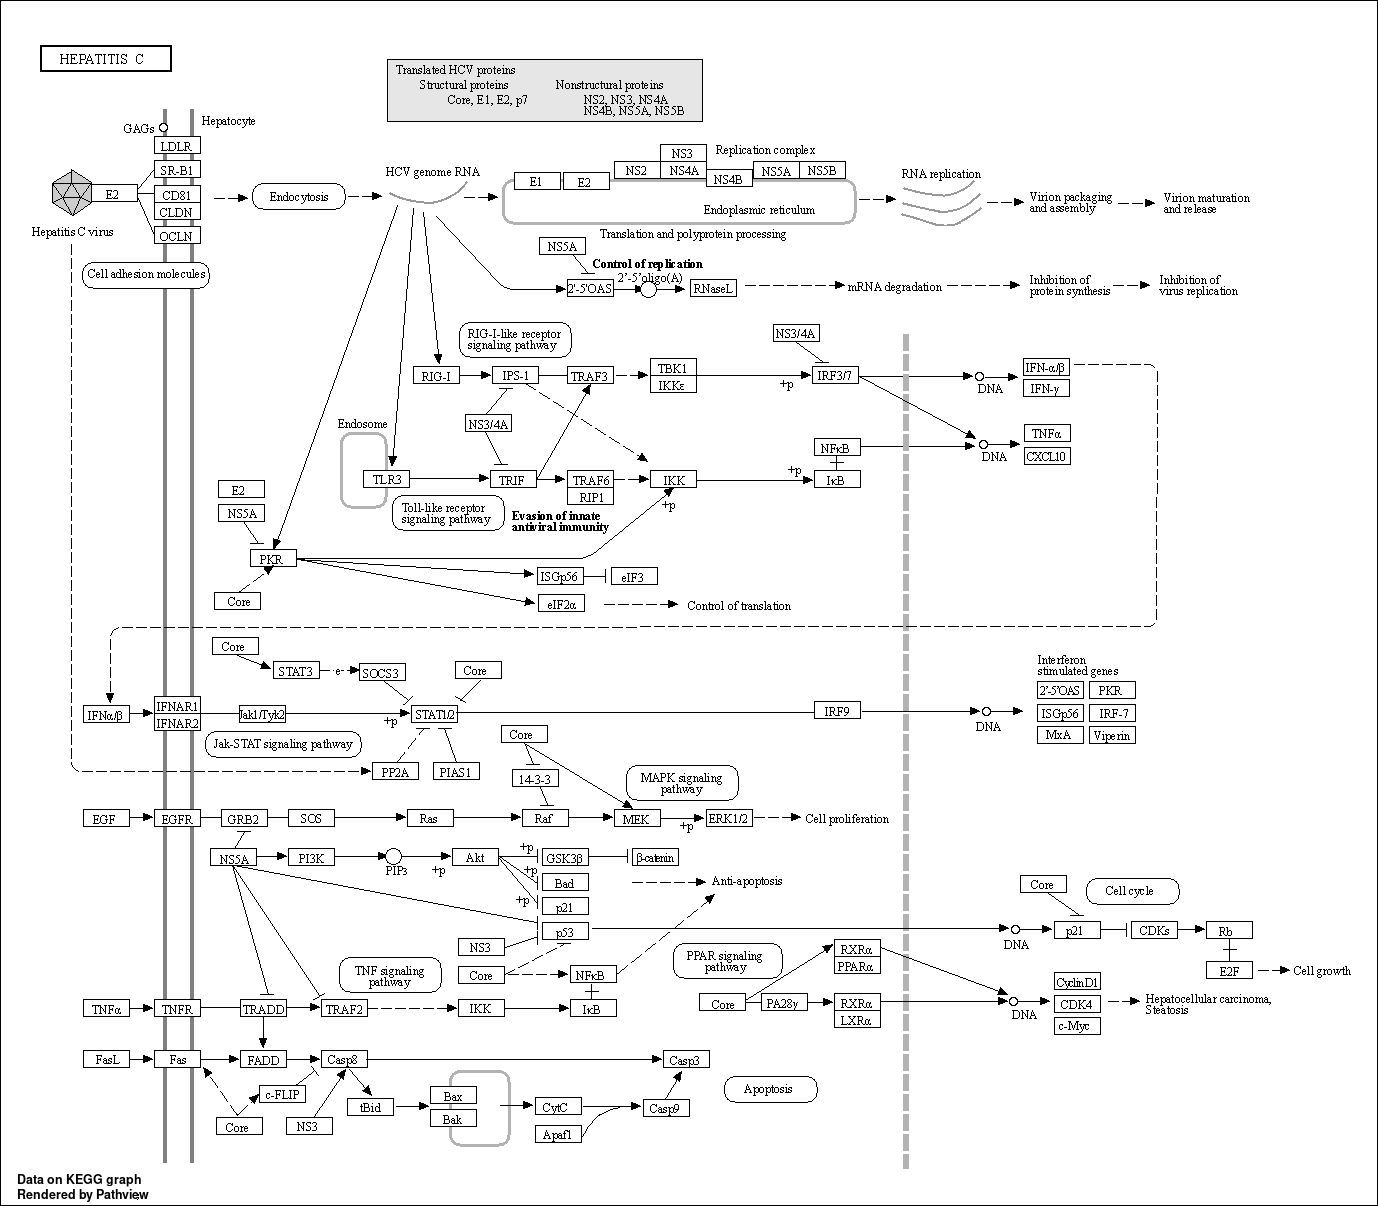 HEPATITIS C
Translated HCV proteins
Structural proteins
Nonstructural proteins
Core, E1, E2, p7
NS2, NS3, NS4A
NS4B, NS5A, NS5B
GAGs
Hepatocyte
LDLR
SR-B1
E2
CD81
CLDN
OCLN
Hepatitis C virus
Cell adhesion molecules
Endocytosis
HCV genome RNA
E1
E2
NS2
NS3
NS4A
NS4B
NS5A
NS5B
Replication complex
Endoplasmic reticulum
Translation and polyprotein processing
RNA replication
Virion packaging
and assembly
Virion maturation
and release
NS5A
Control of replication
2'-5'oligo(A)
2'-5'OAS
RNaseL
mRNA degradation
Inhibition of
protein synthesis
Inhibition of
virus replication
RIG-I-like receptor
signaling pathway
NS3/4A
RIG-I
IPS-1
TRAF3
TBK1
IKKε
+p
IRF3/7
DNA
IFN-α/β
IFN-γ
NS3/4A
Endosome
NFκB
DNA
TNFα
CXCL10
TLR3
TRIF
TRAF6
RIP1
IKK
+p
+p
IκB
Toll-like receptor
signaling pathway
Evasion of innate
antiviral immunity
E2
NS5A
PKR
Core
ISGp56
eIF3
eIF2α
Control of translation
Core
STAT3
e
SOCS3
Core
Interferon
stimulated genes
2'-5'OAS
PKR
ISGp56
IRF-7
MxA
Viperin
IFNα/β
IFNAR1
IFNAR2
Jak1/Tyk2
+p
STAT1/2
IRF9
DNA
Jak-STAT signaling pathway
PP2A
PIAS1
Core
14-3-3
MAPK signaling
pathway
EGF
EGFR
GRB2
SOS
Ras
Raf
MEK
+p
ERK1/2
Cell proliferation
NS5A
PI3K
PIP3
+p
Akt
+p
GSK3β
β-catenin
+p
Bad
Anti-apoptosis
+p
p21
p53
NS3
Core
NFκB
Core
Cell cycle
DNA
p21
CDKs
Rb
E2F
Cell growth
TNF signaling
pathway
PPAR signaling
pathway
RXRα
PPARα
Core
PA28γ
RXRα
LXRα
DNA
CyclinD1
CDK4
c-Myc
Hepatocellular carcinoma,
Steatosis
TNFα
TNFR
TRADD
TRAF2
IKK
IκB
FasL
Fas
FADD
Casp8
Casp3
c-FLIP
Core
NS3
tBid
Bax
Bak
CytC
Apaf1
Casp9
Apoptosis
Data on KEGG graph
Rendered by Pathview